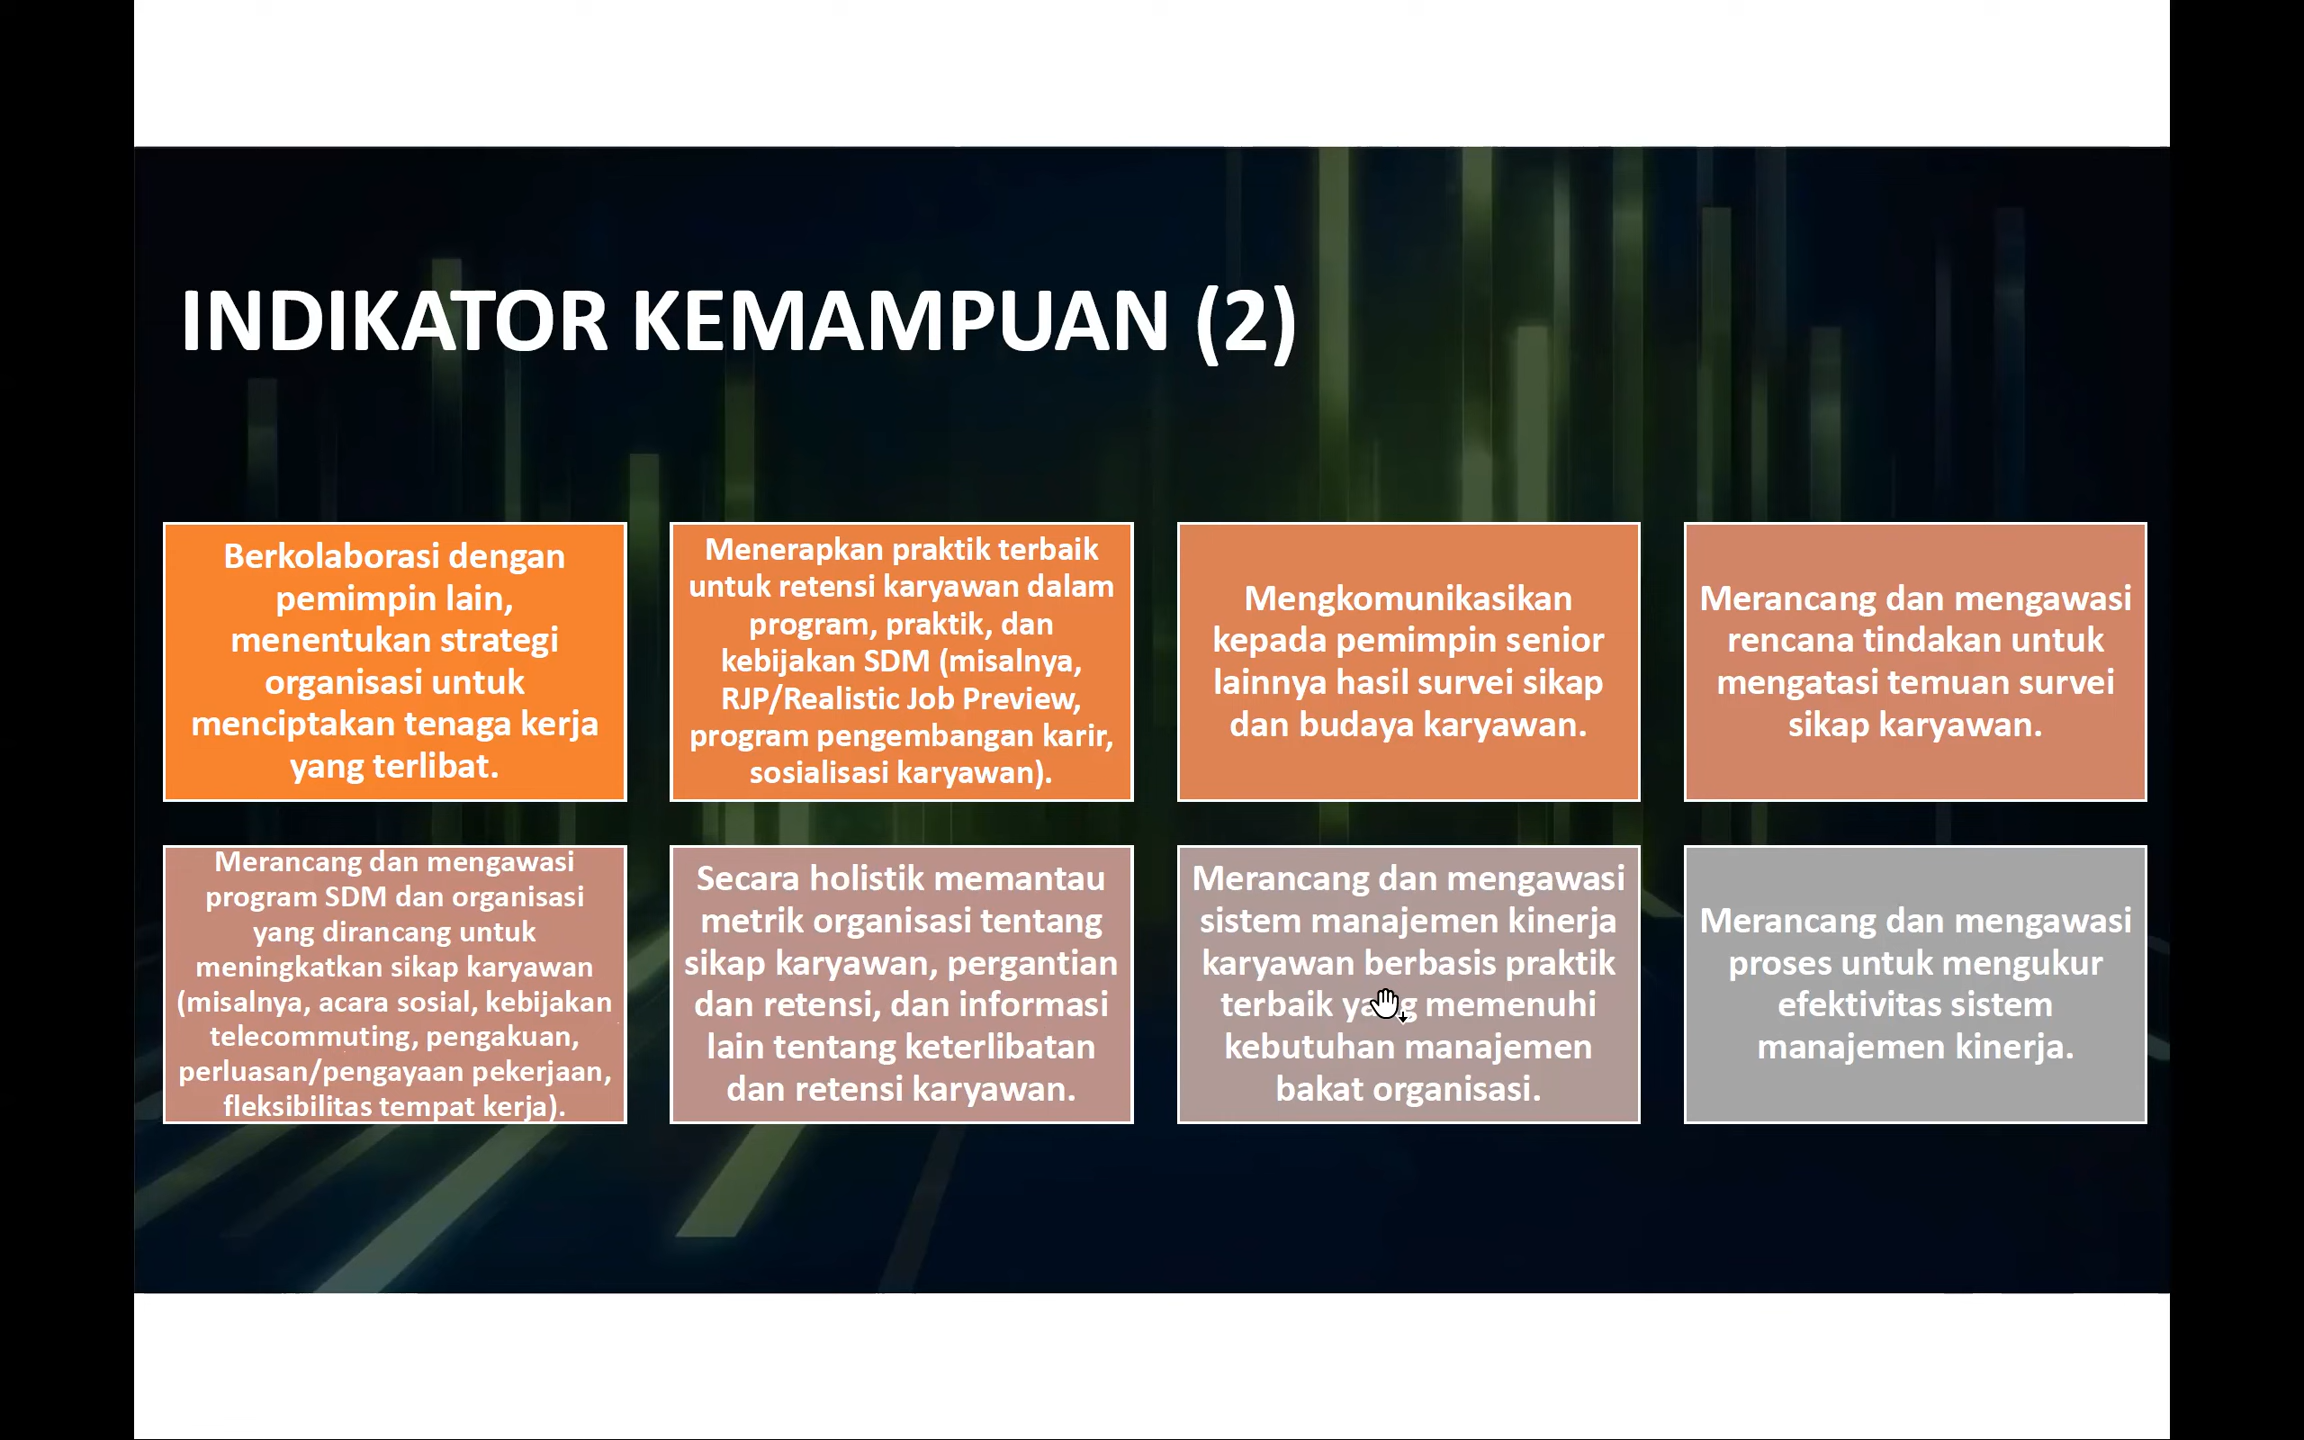 INDIKATOR KEMAMPUAN (2)
Berkolaborasi dengan
pemimpin lain,
menentukan strategi
organisasi untuk
menciptakan tenaga kerja
yang terlibat.
Menerapkan praktik terbaik
untuk retensi karyawan dalam
program, praktik, dan
kebijakan SDM (misalnya,
RJP/Realistic Job Preview,
program pengembangan karir,
sosialisasi karyawan).
Mengkomunikasikan
kepada pemimpin senior
lainnya hasil survei sikap
dan budaya karyawan.
Merancang dan mengawasi
rencana tindakan untuk
mengatasi temuan survei
sikap karyawan.
Merancang dan mengawasi
program SDM dan organisasi
yang dirancang untuk
meningkatkan sikap karyawan
(misalnya, acara sosial, kebijakan
telecommuting, pengakuan,
perluasan/pengayaan pekerjaan,
fleksibilitas tempat kerja).
Secara holistik memantau
metrik organisasi tentang
sikap karyawan, pergantian
dan retensi, dan informasi
lain tentang keterlibatan
dan retensi karyawan.
Merancang dan mengawasi
sistem manajemen kinerja
karyawan berbasis praktik
terbaik yang memenuhi
kebutuhan manajemen
bakat organisasi.
Merancang dan mengawasi
proses untuk mengukur
efektivitas sistem
manajemen kinerja.